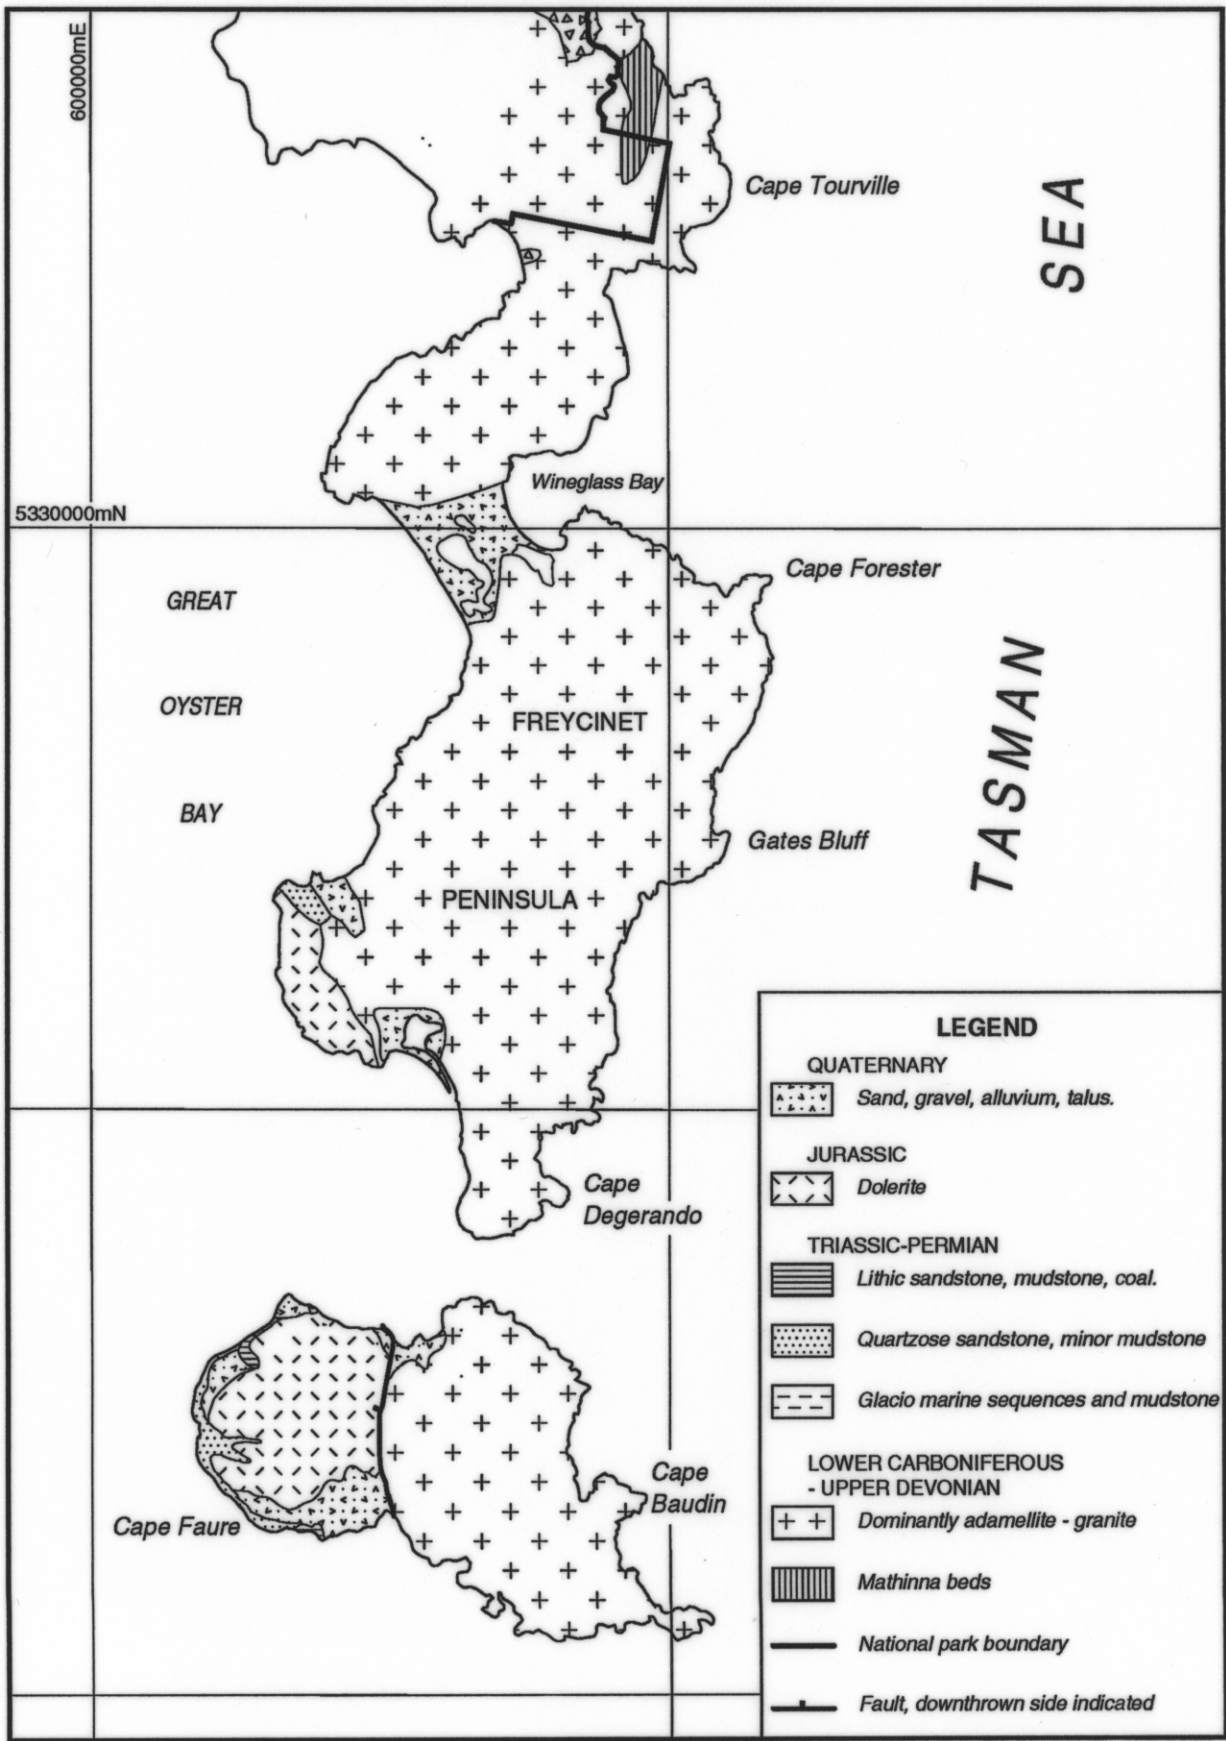 600000mE
Cape Tourville
SEA
Wineglass Bay
5330000mN
Cape Forester
GREAT
OYSTER
BAY
TASMAN
FREYCINET
Gates Bluff
PENINSULA
Cape
Degerando
Cape
Baudin
Cape Faure
LEGEND
QUATERNARY
Sand, gravel, alluvium, talus.
JURASSIC
Dolerite
TRIASSIC-PERMIAN
Lithic sandstone, mudstone, coal.
Quartzose sandstone, minor mudstone
Glacio marine sequences and mudstone
LOWER CARBONIFEROUS
- UPPER DEVONIAN
Dominantly adamellite - granite
Mathinna beds
National park boundary
Fault, downthrown side indicated